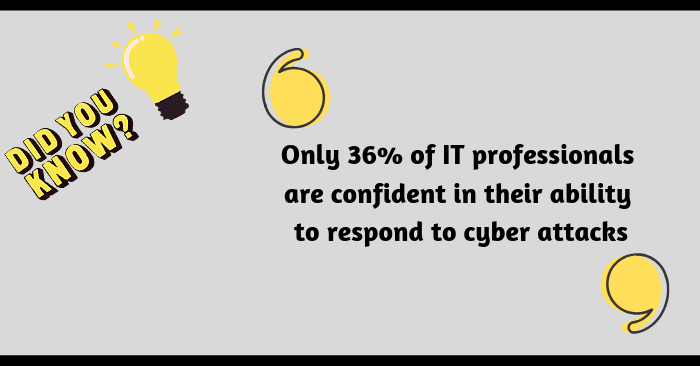 DID YOU
KNOW?
Only 36% of IT professionals
are confident in their ability
to respond to cyber attacks